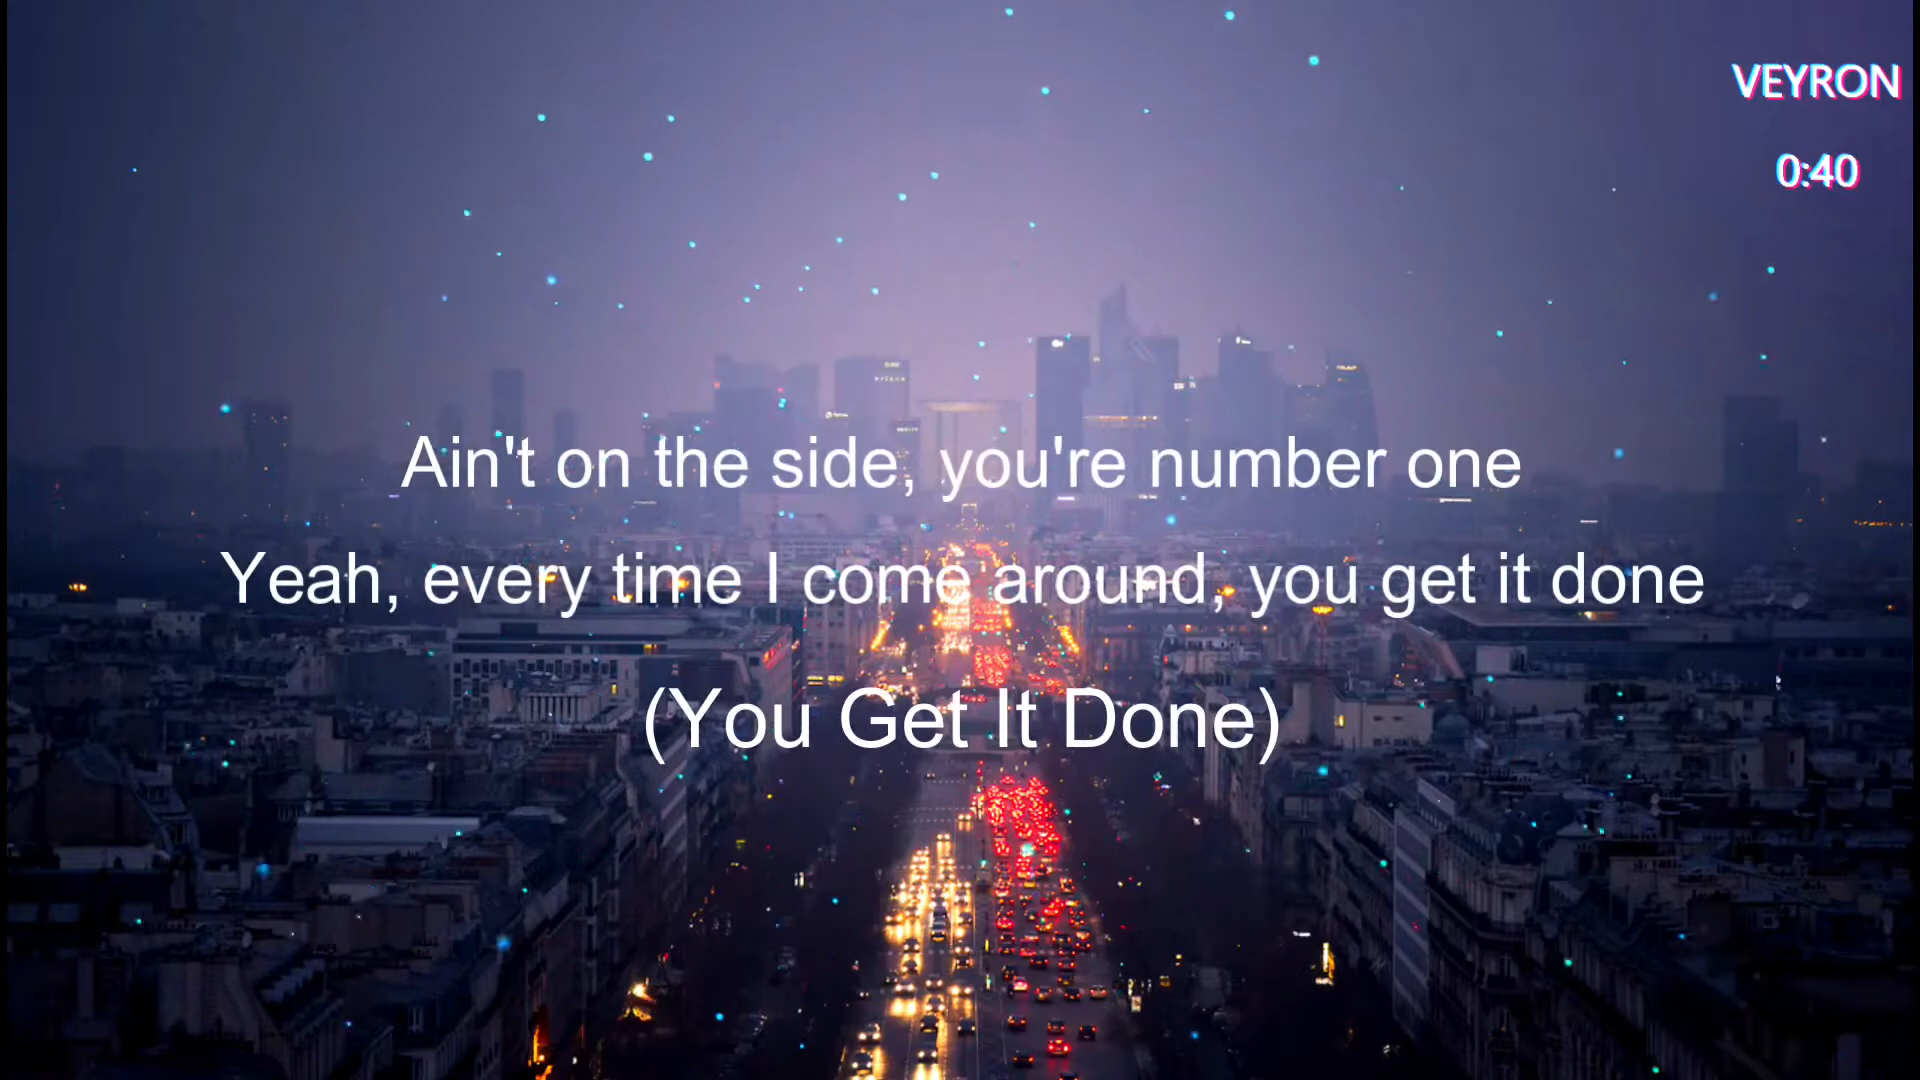 VEYRON
0:40
Ain't on the side, you're number one
Yeah, every time I come around, you get it done
(You Get It Done)